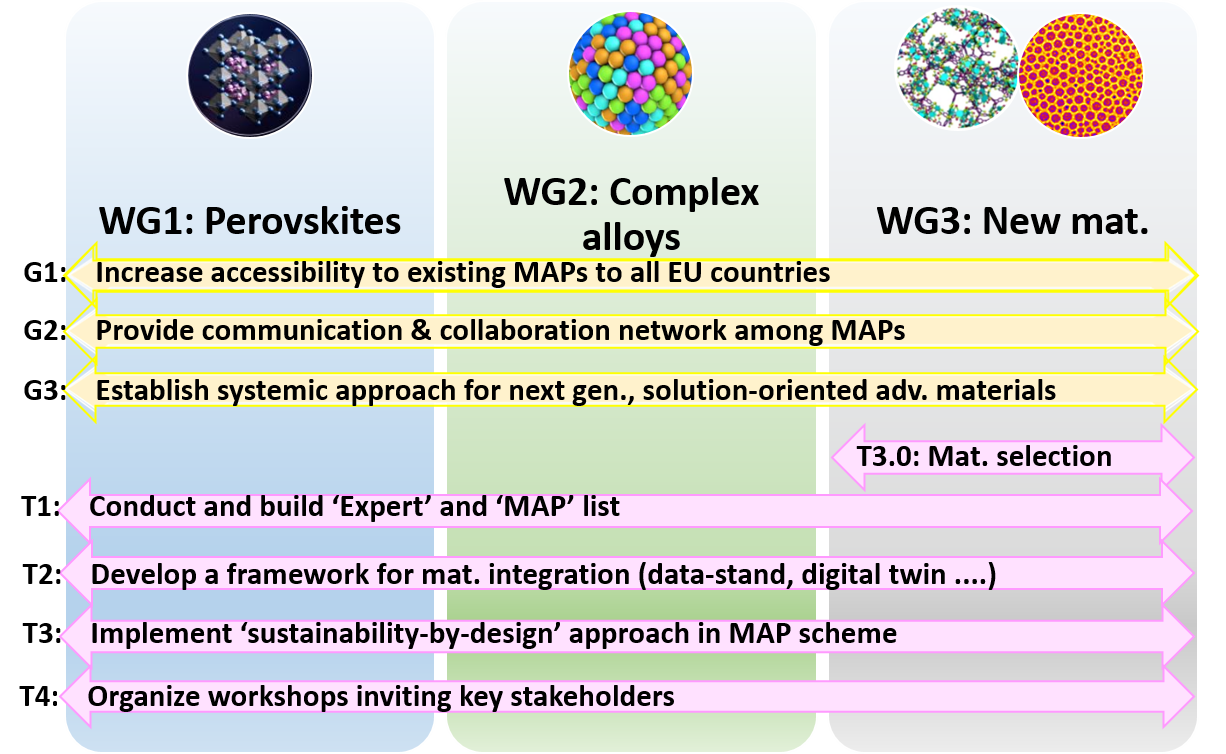 WG1: Perovskites
WG2: Complex
alloys
WG3: New mat.
G1: Increase accessibility to existing MAPs to all EU countries
G2: Provide communication & collaboration network among MAPs
G3: Establish systemic approach for next gen., solution-oriented adv. materials
T3.0: Mat. selection
T1: Conduct and build ‘Expert’ and ‘MAP’ list
T2: Develop a framework for mat. integration (data-stand, digital twin ....)
T3: Implement ‘sustainability-by-design’ approach in MAP scheme
T4: Organize workshops inviting key stakeholders